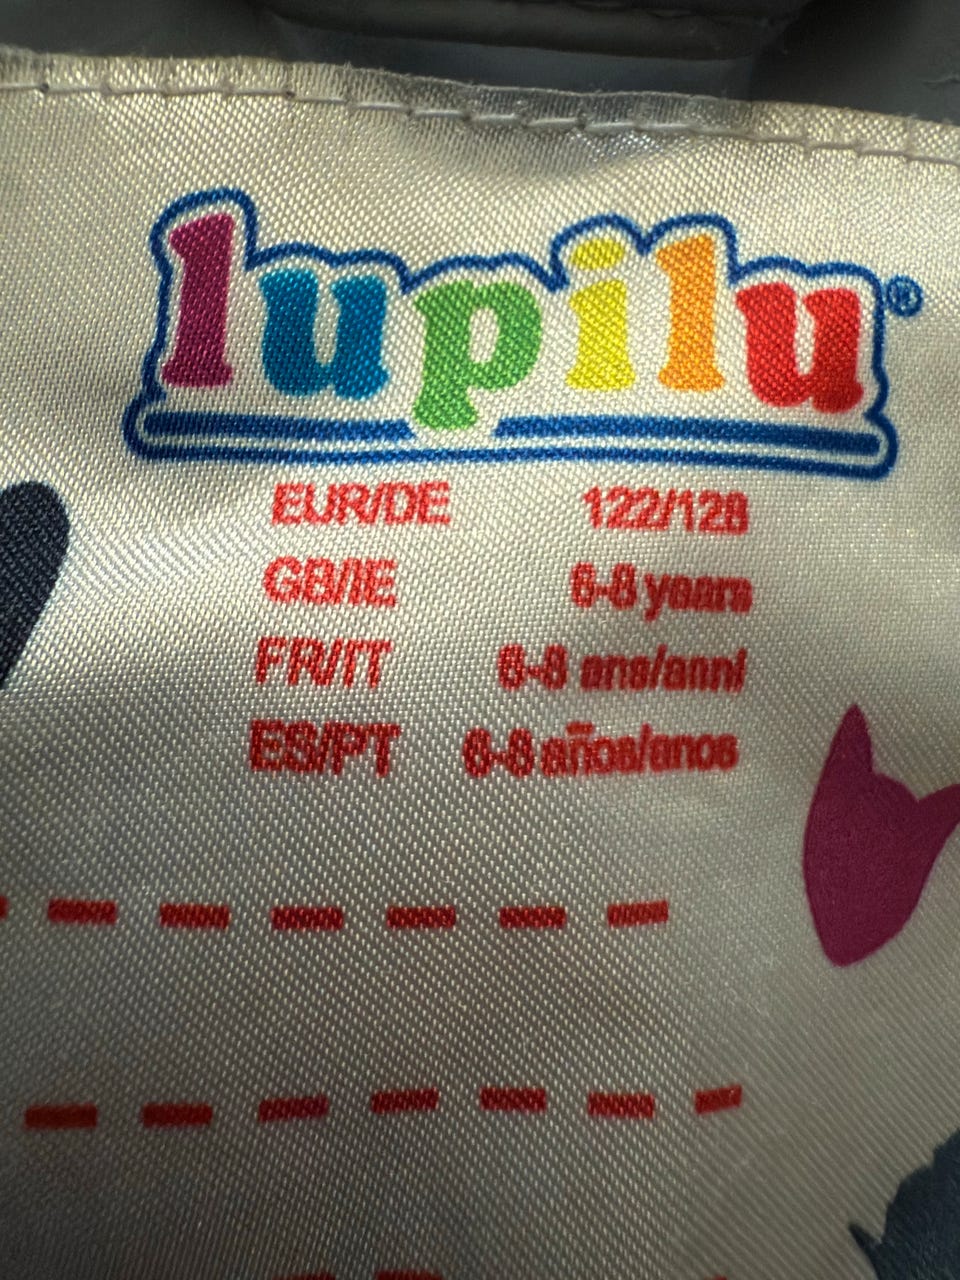 lupilu®
EUR/DE 122/128
GB/IE 6-8 years
FR/IT 6-8 ans/anni
ES/PT 6-8 años/anos